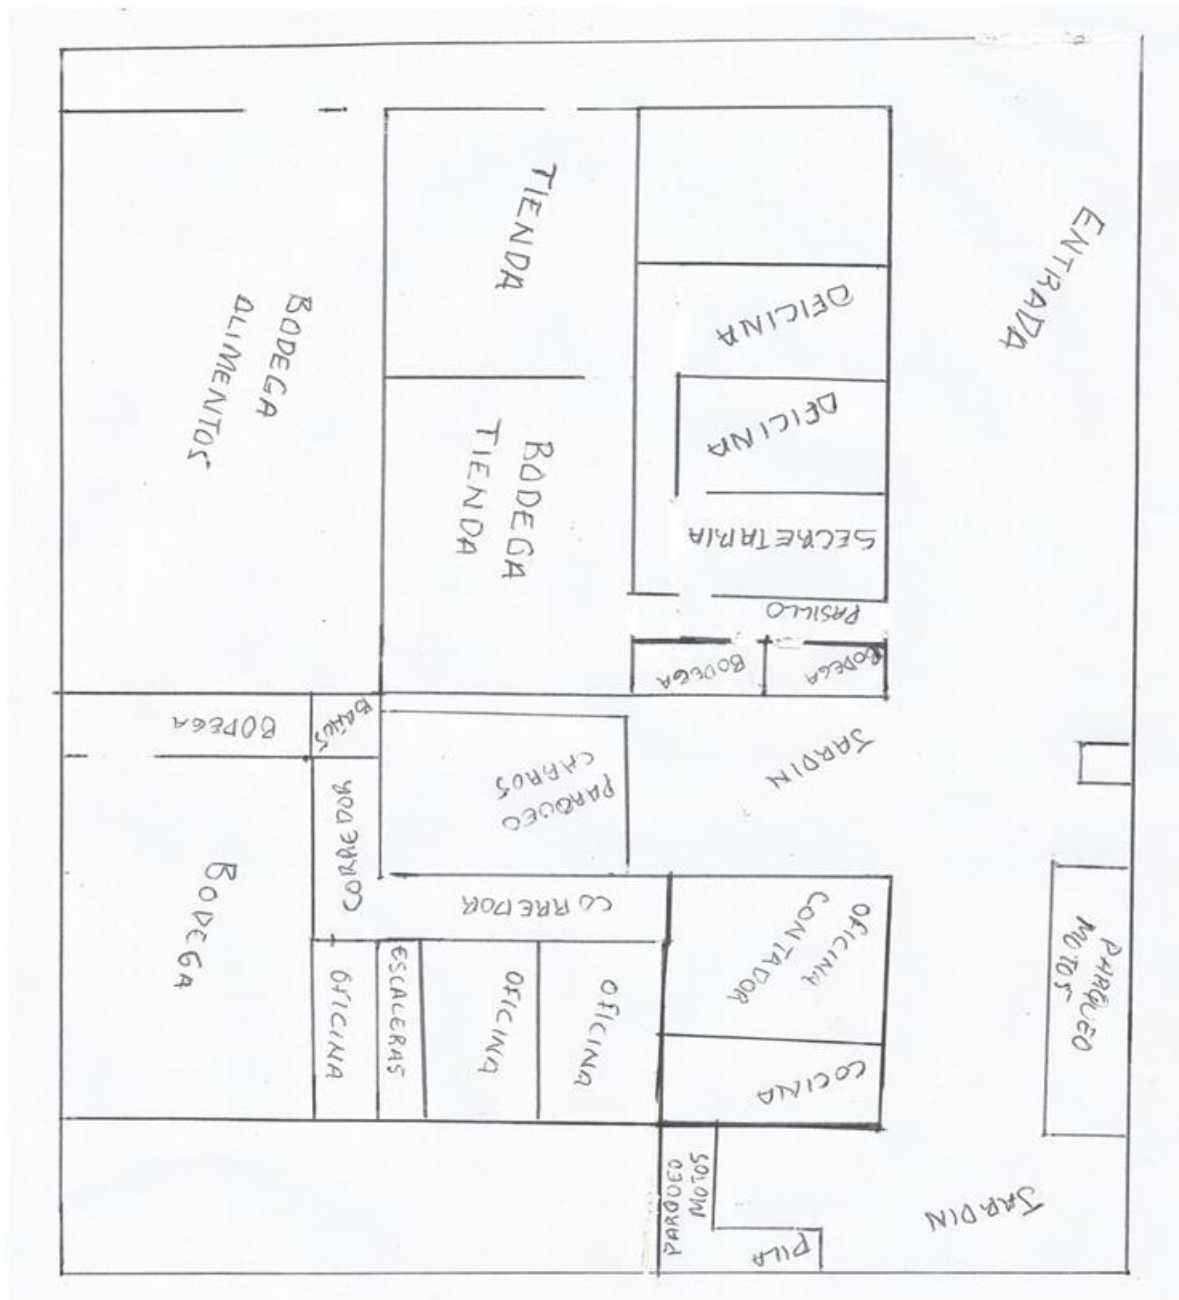 TIENDA
ENTRADA
OFICINA
BODEGA
ALIMENTOS
OFICINA
BODEGA
TIENDA
SECRETARIA
PASILLO
BODEGA
BODEGA
BODEGA
BAÑOS
JARDIN
PARQUEO
CARROS
CORREDOR
BODEGA
CORREDOR
OFICINA
CONTADOR
PARQUEO
MOTOS
OFICINA
ESCALERAS
OFICINA
OFICINA
COCINA
PARQUEO
MOTOS
JARDIN
PILA